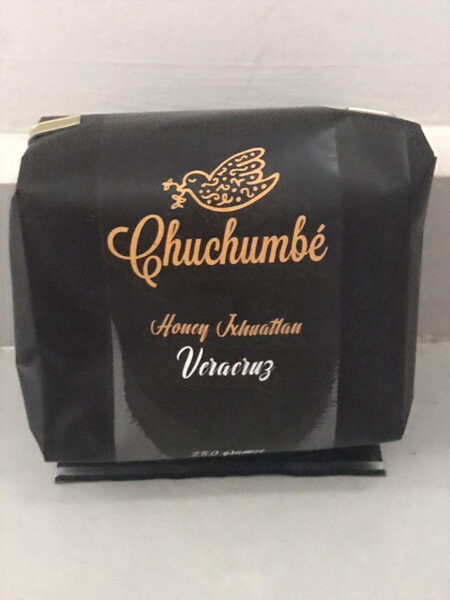 Chuchumbé
Honey Ixhuatlan
Veracruz
250 gramos